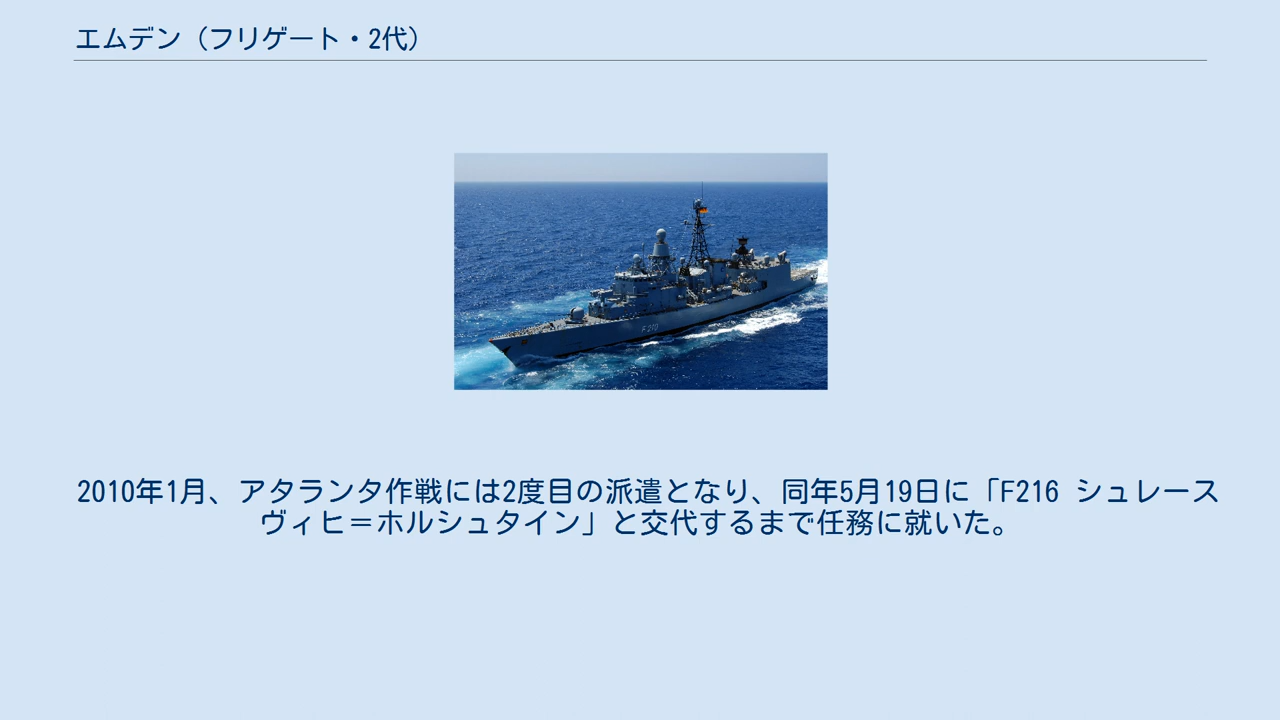 エムデン（フリゲート・2代）
F210
2010年1月、アタランタ作戦には2度目の派遣となり、同年5月19日に「F216 シュレース
ヴィヒ＝ホルシュタイン」と交代するまで任務に就いた。